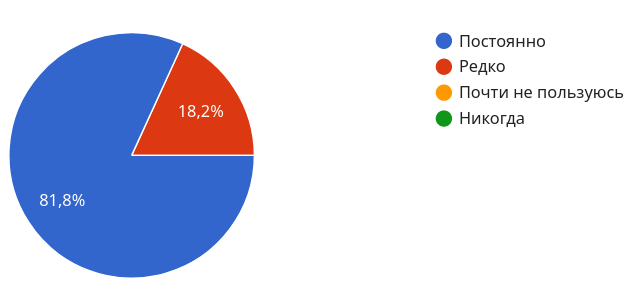 Постоянно
Редко
Почти не пользуюсь
Никогда
18,2%
81,8%